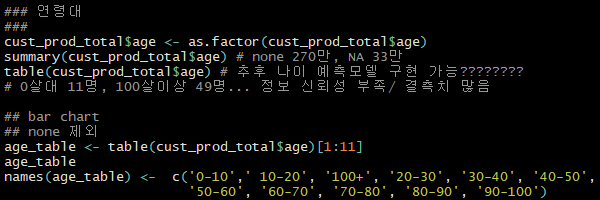 ### 연령대
###
cust_prod_total$age <- as.factor(cust_prod_total$age)
summary(cust_prod_total$age) # none 270만, NA 33만
table(cust_prod_total$age) # 추후 나이 예측모델 구현 가능????????
# 0살대 11명, 100살이상 49명... 정보 신뢰성 부족/ 결측치 많음
## bar chart
## none 제외
age_table <- table(cust_prod_total$age)[1:11]
age_table
names(age_table) <-  c('0-10',' 10-20', '100+', '20-30', '30-40', '40-50',
'50-60', '60-70', '70-80', '80-90', '90-100')